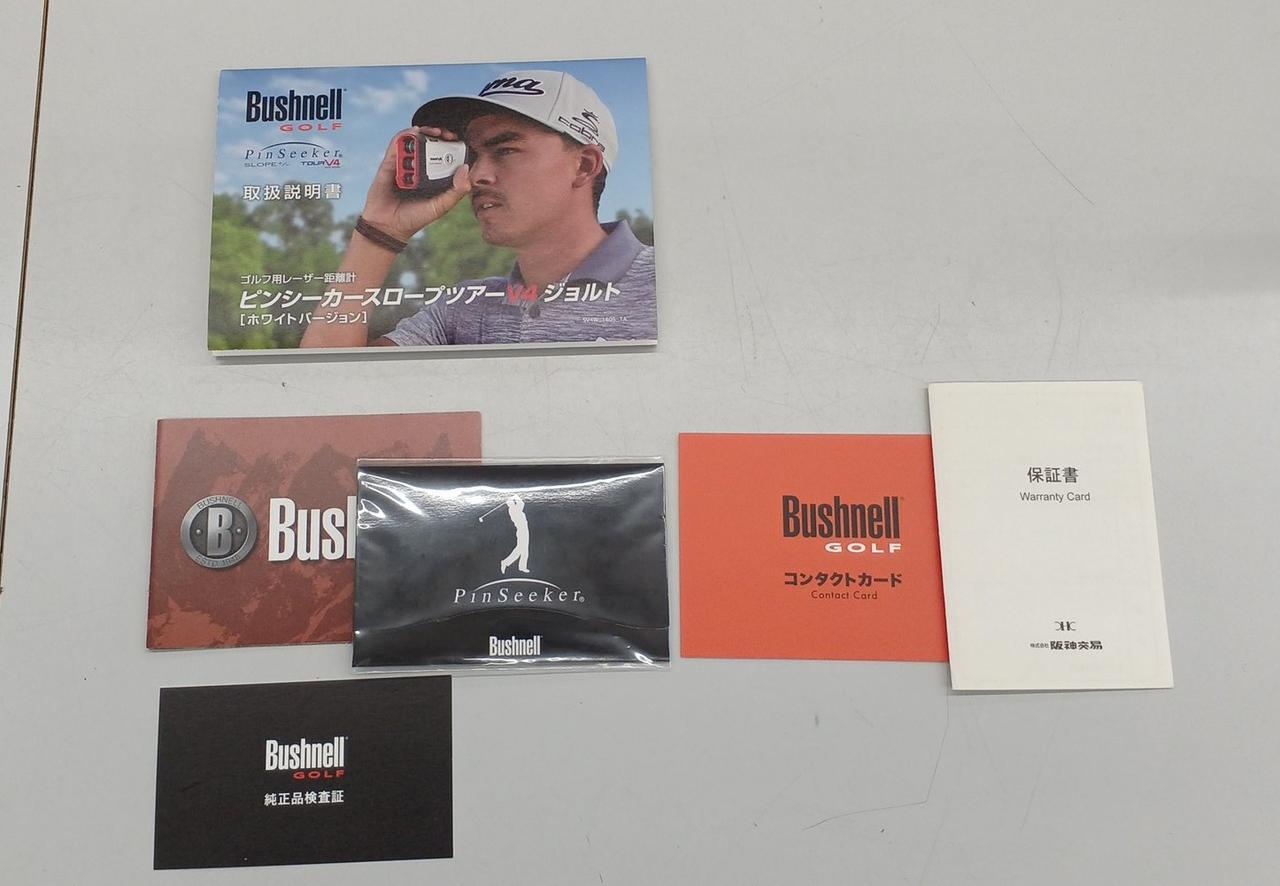 Bushnell
GOLF
PinSeeker®
SLOPE+/- TOURV4
取扱説明書
ゴルフ用レーザー距離計
ピンシーカースロープツアーV4 ジョルト
[ホワイトバージョン]
ma
cobra
BUSHNELL
B
Bus
PinSeeker®
Bushnell
Bushnell
GOLF
コンタクトカード
Contact Card
保証書
Warranty Card
株式会社 阪神交易
Bushnell
GOLF
純正品検査証